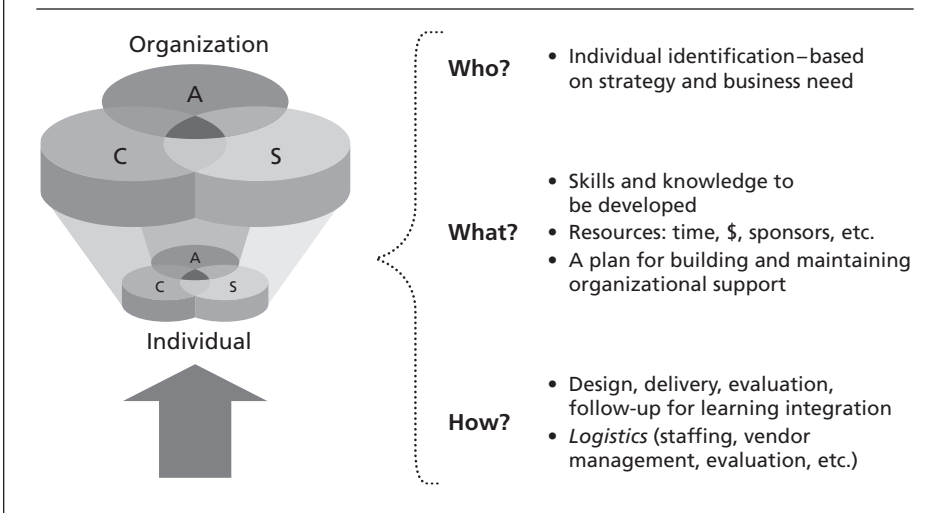 Organization
A
C
S
A
C
S
Individual
Who?
• Individual identification–based
on strategy and business need
What?
• Skills and knowledge to
be developed
• Resources: time, $, sponsors, etc.
• A plan for building and maintaining
organizational support
How?
• Design, delivery, evaluation,
follow-up for learning integration
• Logistics (staffing, vendor
management, evaluation, etc.)